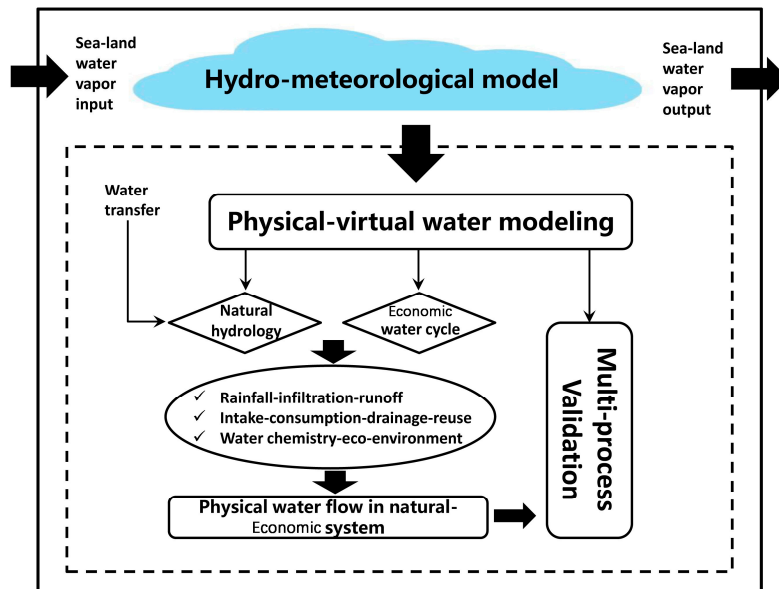 Sea-land
water
vapor
input
Hydro-meteorological model
Sea-land
water
vapor
output
Water
transfer
Physical-virtual water modeling
Natural
hydrology
Economic
water cycle
✓ Rainfall-infiltration-runoff
✓ Intake-consumption-drainage-reuse
✓ Water chemistry-eco-environment
Multi-process
Validation
Physical water flow in natural-
Economic system